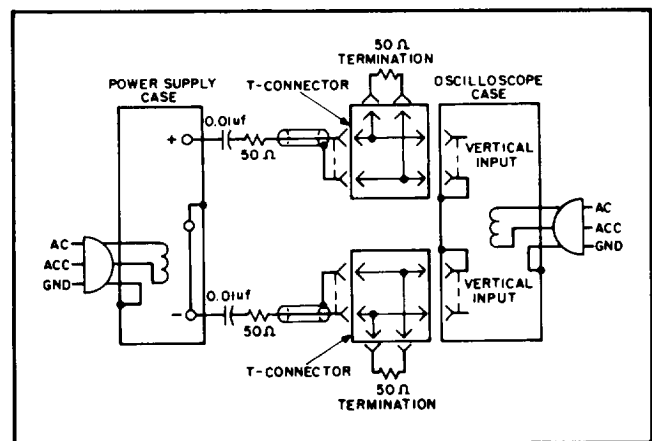 50 Ω
TERMINATION
T-CONNECTOR
POWER SUPPLY
CASE
OSCILLOSCOPE
CASE
0.01uf
+
50 Ω
VERTICAL
INPUT
AC
ACC
GND
AC
ACC
GND
0.01uf
-
50 Ω
VERTICAL
INPUT
T-CONNECTOR
50 Ω
TERMINATION